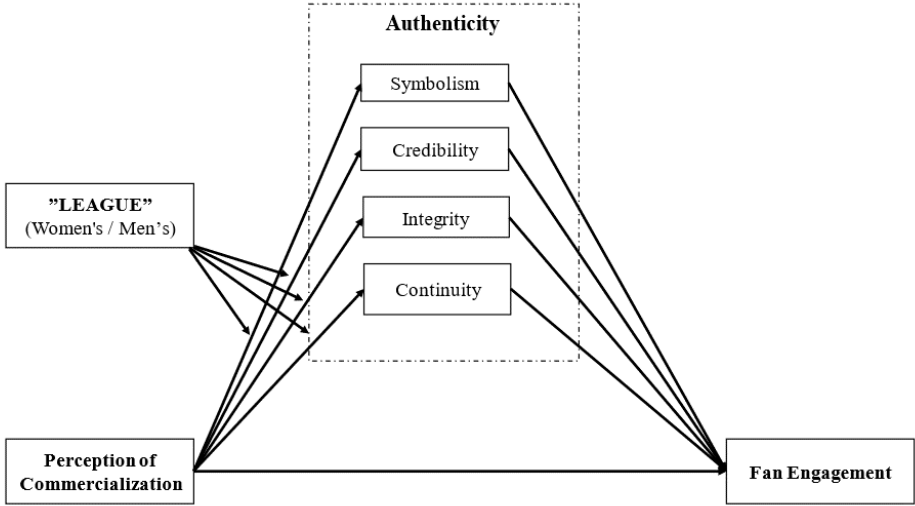 Authenticity
Symbolism
Credibility
Integrity
Continuity
”LEAGUE”
(Women's / Men’s)
Perception of
Commercialization
Fan Engagement